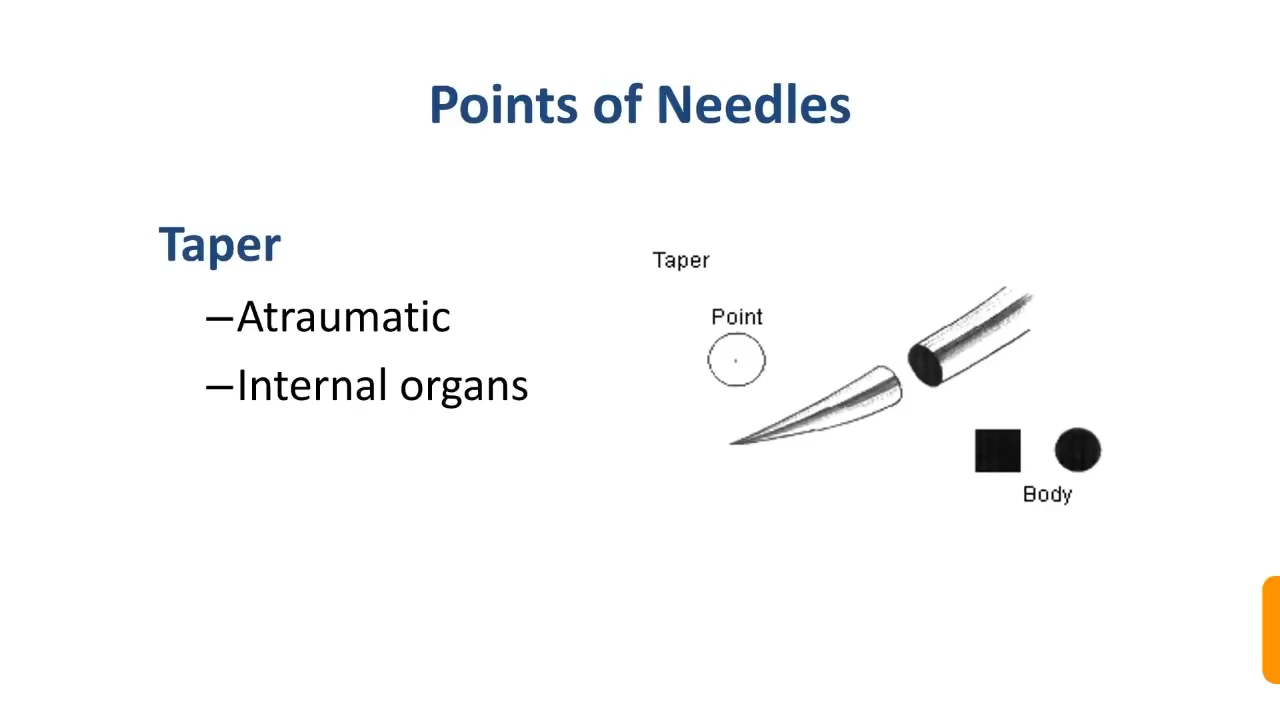 Points of Needles
Taper
–Atraumatic
–Internal organs
Taper
Point
Body